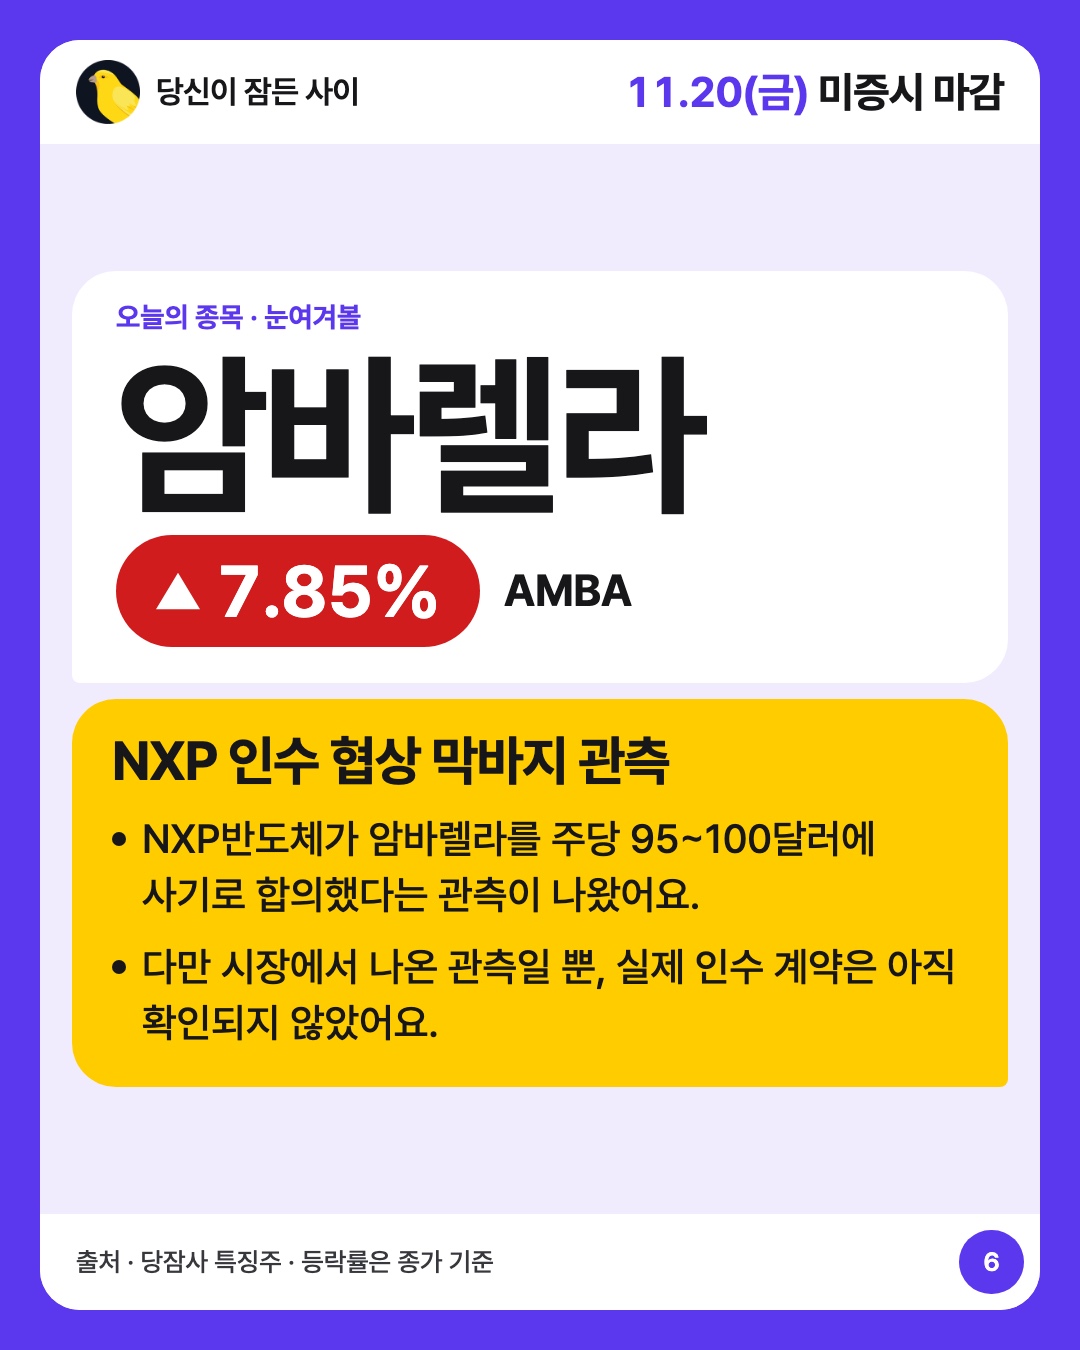 당신이 잠든 사이
11.20(금) 미증시 마감
오늘의 종목 · 눈여겨볼
암바렐라
▲ 7.85% AMBA
NXP 인수 협상 막바지 관측
• NXP반도체가 암바렐라를 주당 95~100달러에
사기로 합의했다는 관측이 나왔어요.
• 다만 시장에서 나온 관측일 뿐, 실제 인수 계약은 아직
확인되지 않았어요.
출처 · 당잠사 특징주 · 등락률은 종가 기준
6